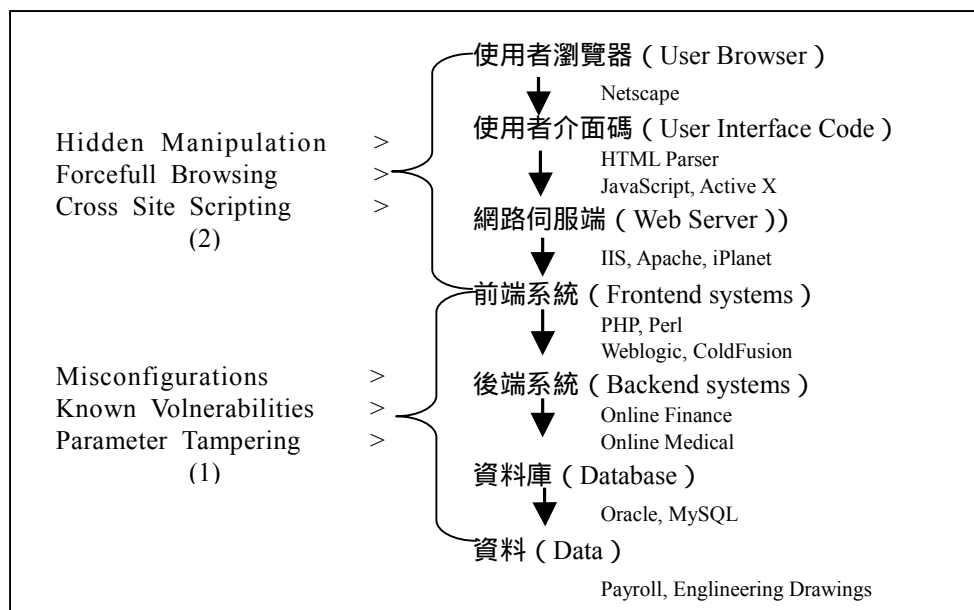 使用者瀏覽器 ( User Browser )
Netscape
使用者介面碼 ( User Interface Code )
Hidden Manipulation >
HTML Parser
Forcefull Browsing >
JavaScript, Active X
Cross Site Scripting >
網路伺服端 ( Web Server ))
(2)
IIS, Apache, iPlanet
前端系統 ( Frontend systems )
PHP, Perl
Weblogic, ColdFusion
Misconfigurations >
後端系統 ( Backend systems )
Known Volnerabilities >
Online Finance
Parameter Tampering >
Online Medical
(1)
資料庫 ( Database )
Oracle, MySQL
資料 ( Data )
Payroll, Englineering Drawings